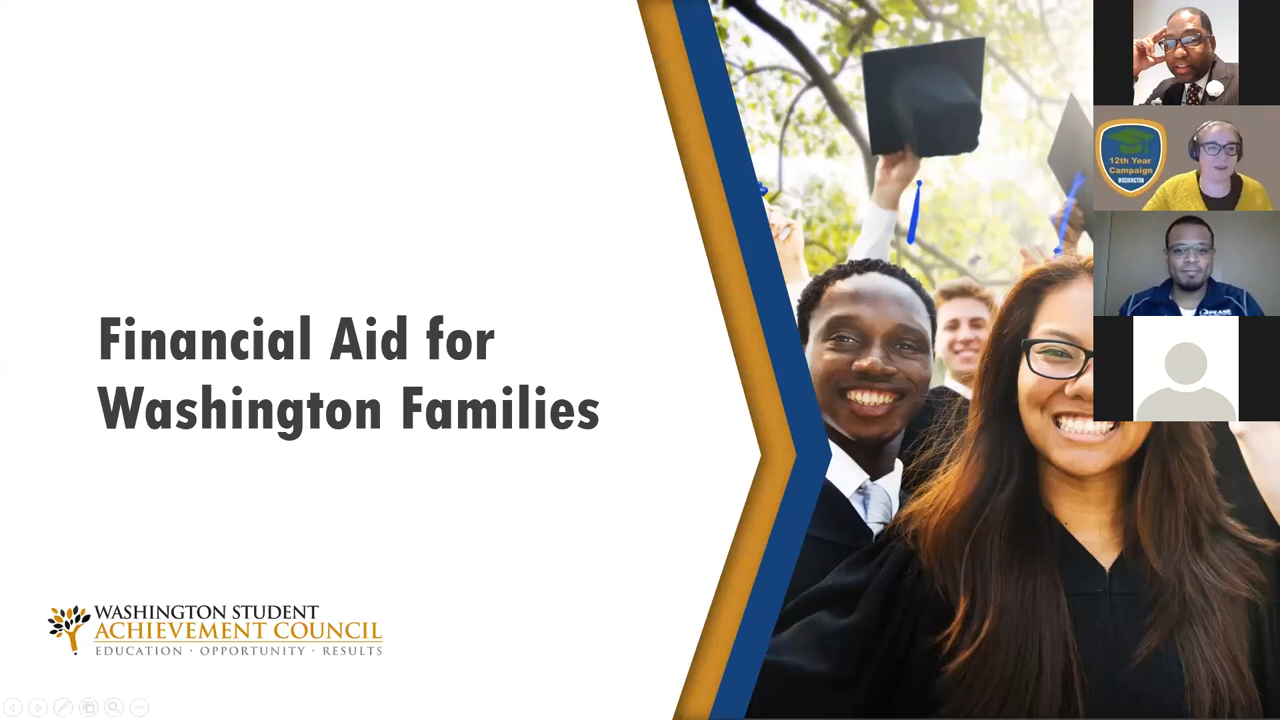 Financial Aid for
Washington Families
WASHINGTON STUDENT
ACHIEVEMENT COUNCIL
EDUCATION · OPPORTUNITY · RESULTS
12th Year
Campaign
WASHINGTON